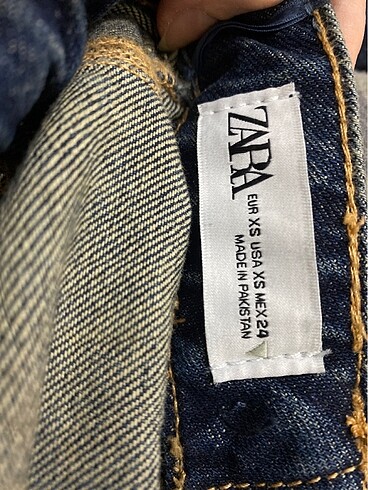 ZARA
EUR XS USA XS MEX 24
MADE IN PAKISTAN